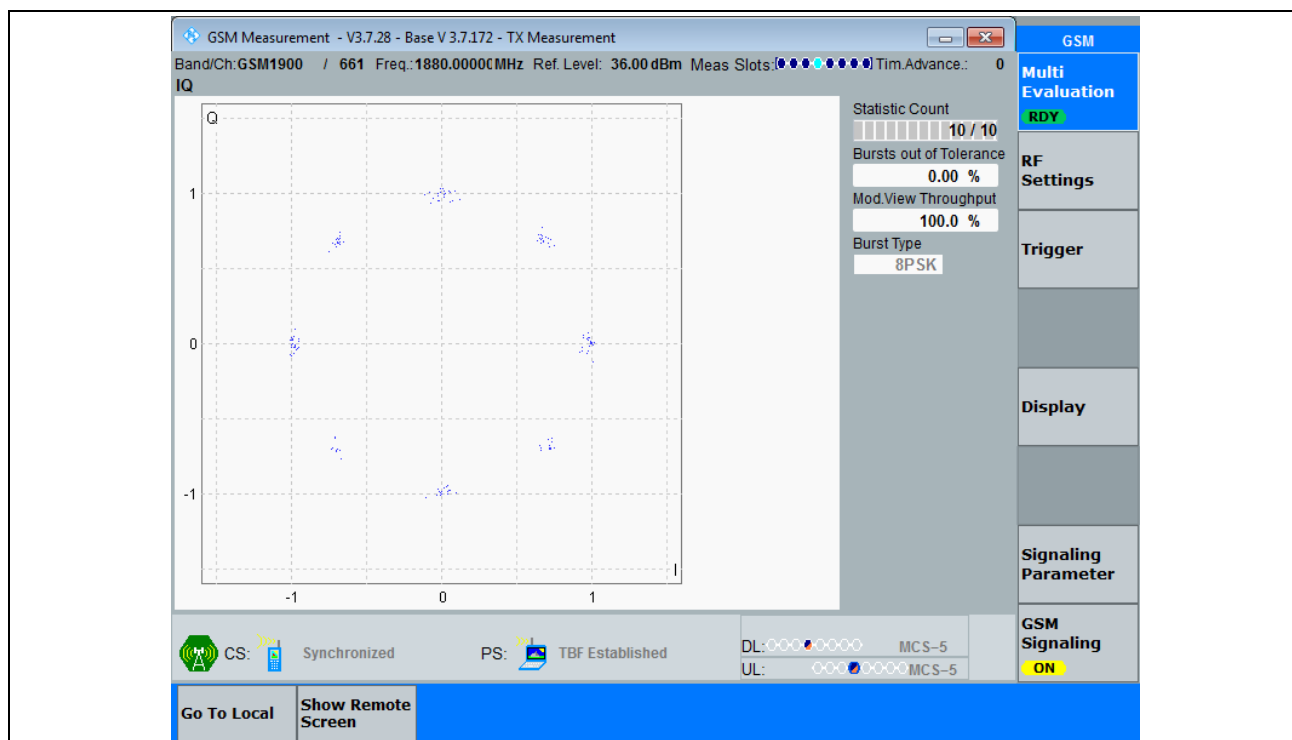 GSM Measurement - V3.7.28 - Base V 3.7.172 - TX Measurement
GSM
Band/Ch:GSM1900 / 661 Freq.:1880.00000MHz Ref. Level: 36.00 dBm Meas Slots: Tim.Advance.: 0
IQ
Multi
Evaluation
RDY
Q
Statistic Count
10 / 10
Bursts out of Tolerance
0.00 %
Mod.View Throughput
100.0 %
Burst Type
8PSK
RF
Settings
Trigger
1
0
-1
I
-1 0 1
Display
Signaling
Parameter
GSM
Signaling
ON
CS: Synchronized PS: TBF Established
DL: MCS-5
UL: MCS-5
Go To Local
Show Remote
Screen